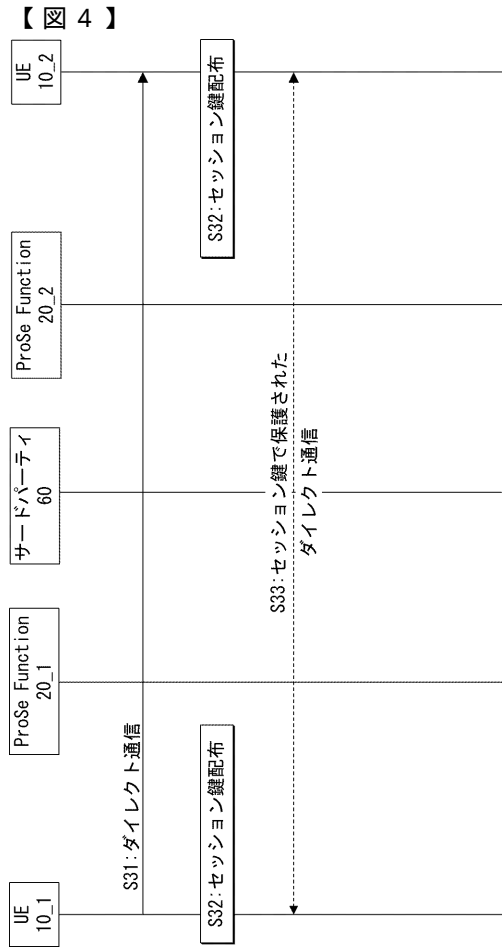 【図４】
UE
10_1
ProSe Function
20_1
サードパーティ
60
ProSe Function
20_2
UE
10_2
S31:ダイレクト通信
S32:セッション鍵配布
S32:セッション鍵配布
S33:セッション鍵で保護された
ダイレクト通信